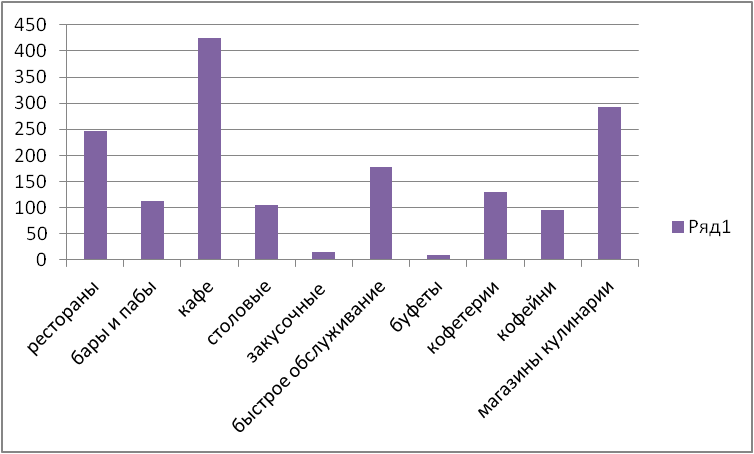 450
400
350
300
250
200
150
100
50
0
рестораны
бары и пабы
кафе
столовые
закусочные
быстрое обслуживание
буфеты
кофетерии
кофейни
магазины кулинарии
Ряд1